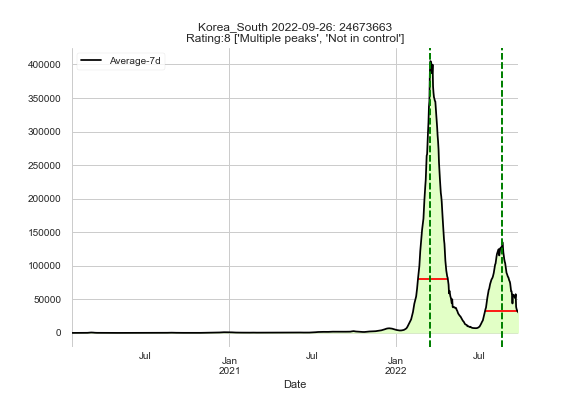 Korea_South 2022-09-26: 24673663
Rating:8 ['Multiple peaks', 'Not in control']
Average-7d
400000
350000
300000
250000
200000
150000
100000
50000
0
Jul
Jan
2021
Jul
Jan
2022
Jul
Date